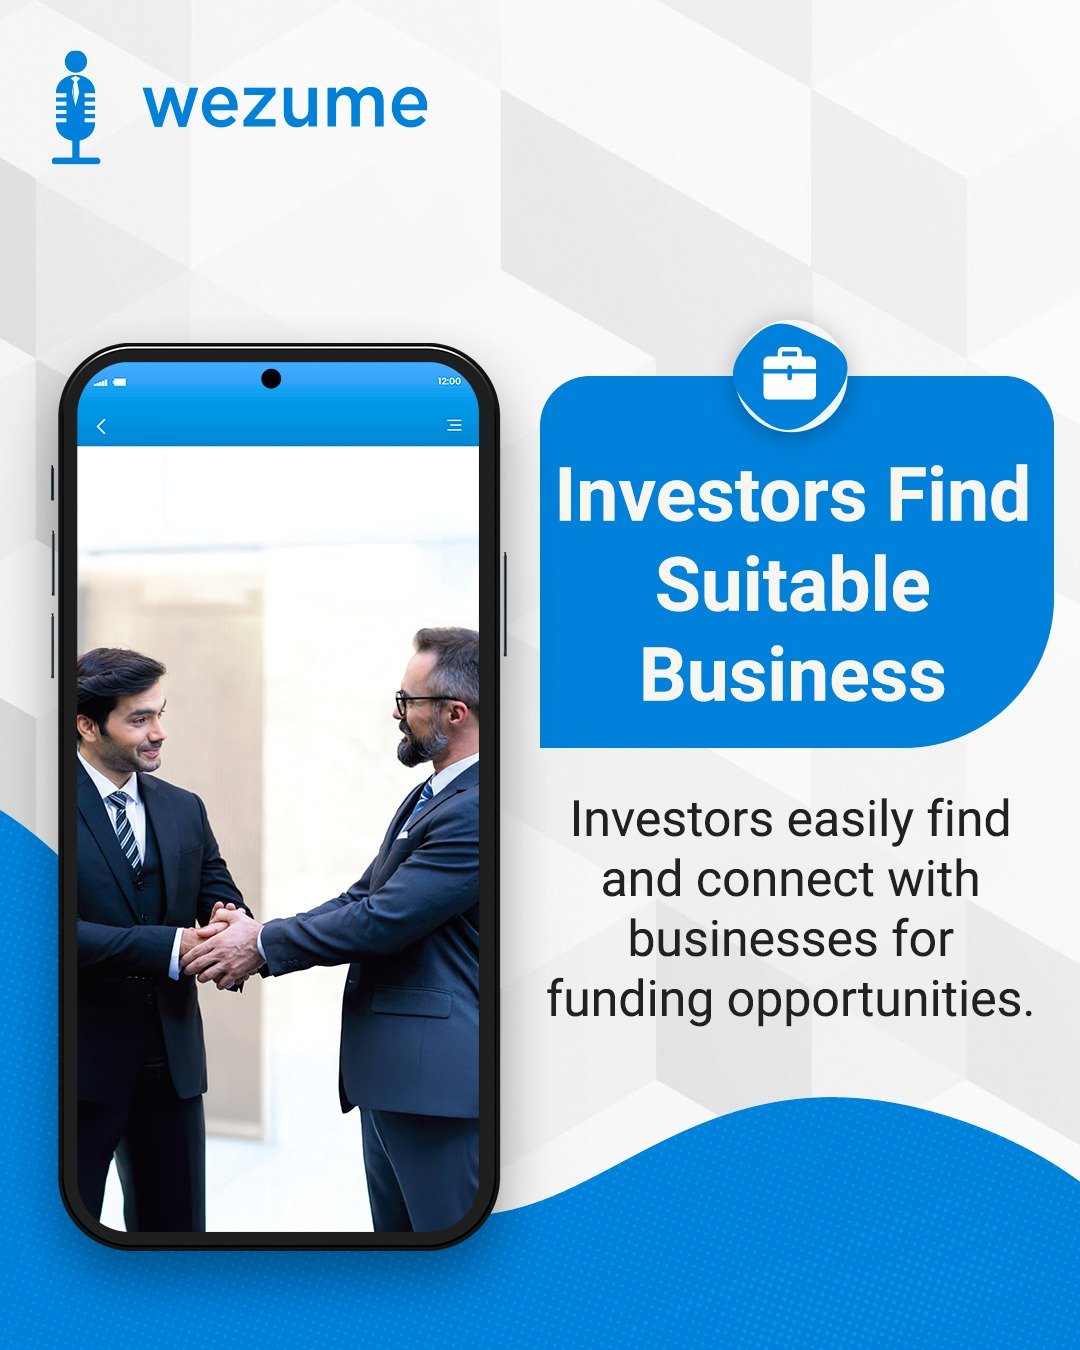 wezume
12:00
Investors Find
Suitable
Business
Investors easily find
and connect with
businesses for
funding opportunities.